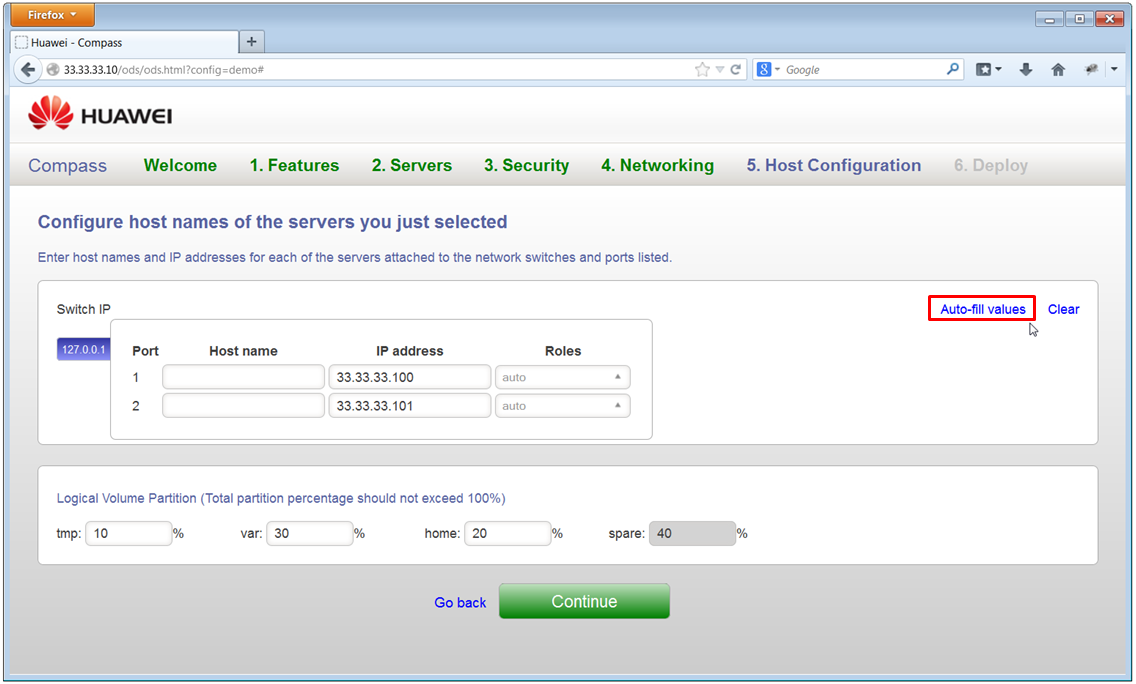 Firefox
Huawei - Compass
33.33.33.10/ods/ods.html?config=demo#
Google
HUAWEI
Compass Welcome 1. Features 2. Servers 3. Security 4. Networking 5. Host Configuration 6. Deploy
Configure host names of the servers you just selected
Enter host names and IP addresses for each of the servers attached to the network switches and ports listed.
Switch IP Auto-fill values Clear
127.0.0.1
Port Host name IP address Roles
1 33.33.33.100 auto
2 33.33.33.101 auto
Logical Volume Partition (Total partition percentage should not exceed 100%)
tmp: 10 % var: 30 % home: 20 % spare: 40 %
Go back Continue